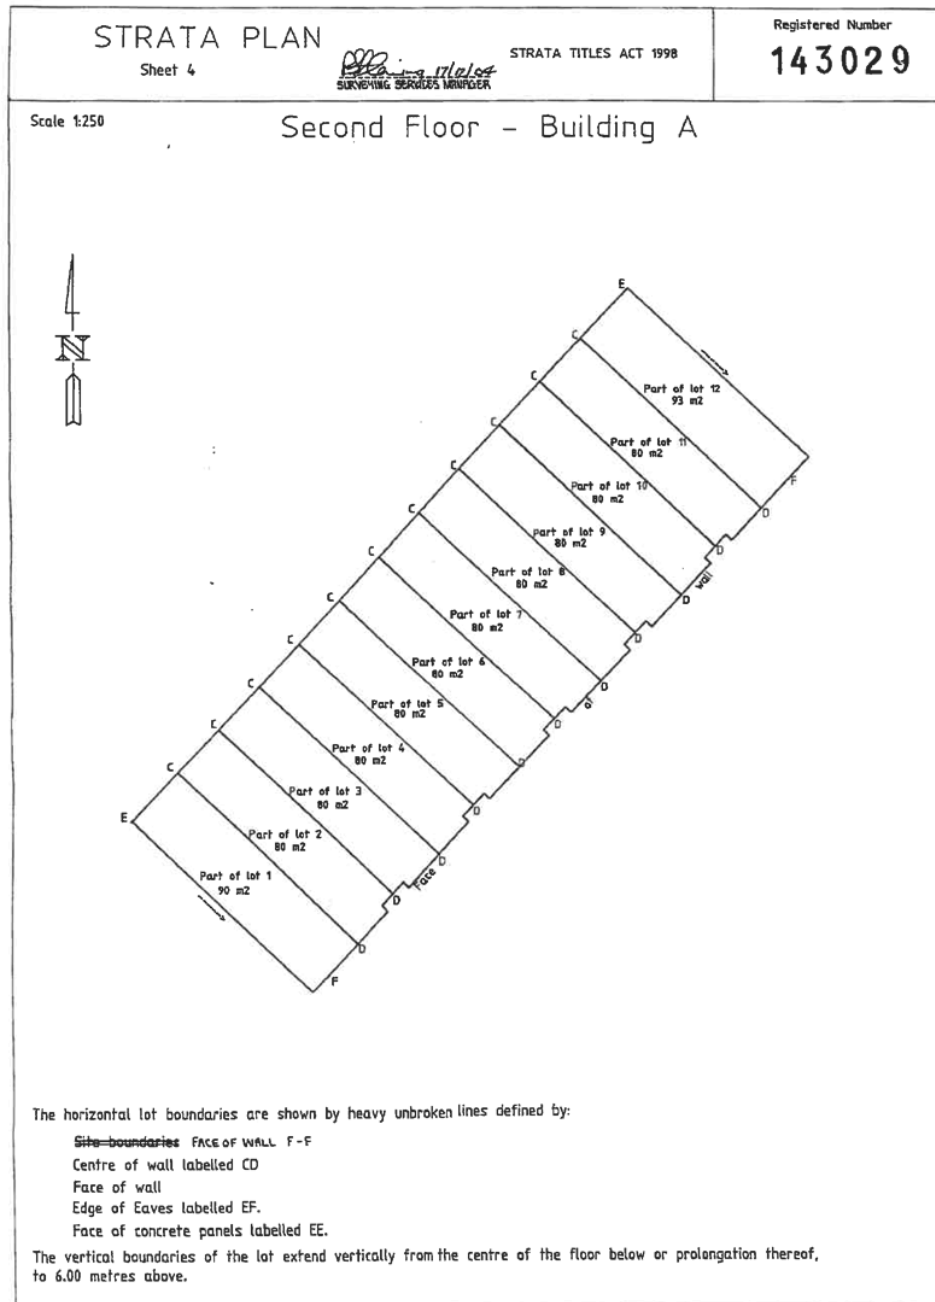 STRATA PLAN
Sheet 4
17/12/04
SURVEYING SERVICES MANAGER
STRATA TITLES ACT 1998
Registered Number
143029
Scale 1:250
Second Floor - Building A
N
E
C
Part of lot 12
93 m2
C
Part of lot 11
80 m2
F
C
Part of lot 10
80 m2
D
C
Part of lot 9
80 m2
D
wall
C
Part of lot 8
80 m2
D
C
Part of lot 7
80 m2
D
C
Part of lot 6
80 m2
D
of
C
Part of lot 5
80 m2
D
C
Part of lot 4
80 m2
D
C
Part of lot 3
80 m2
D
C
Part of lot 2
80 m2
D
Face
E
Part of lot 1
90 m2
D
D
F
The horizontal lot boundaries are shown by heavy unbroken lines defined by:
Site boundaries FACE OF WALL F-F
Centre of wall labelled CD
Face of wall
Edge of Eaves labelled EF.
Face of concrete panels labelled EE.
The vertical boundaries of the lot extend vertically from the centre of the floor below or prolongation thereof,
to 6.00 metres above.